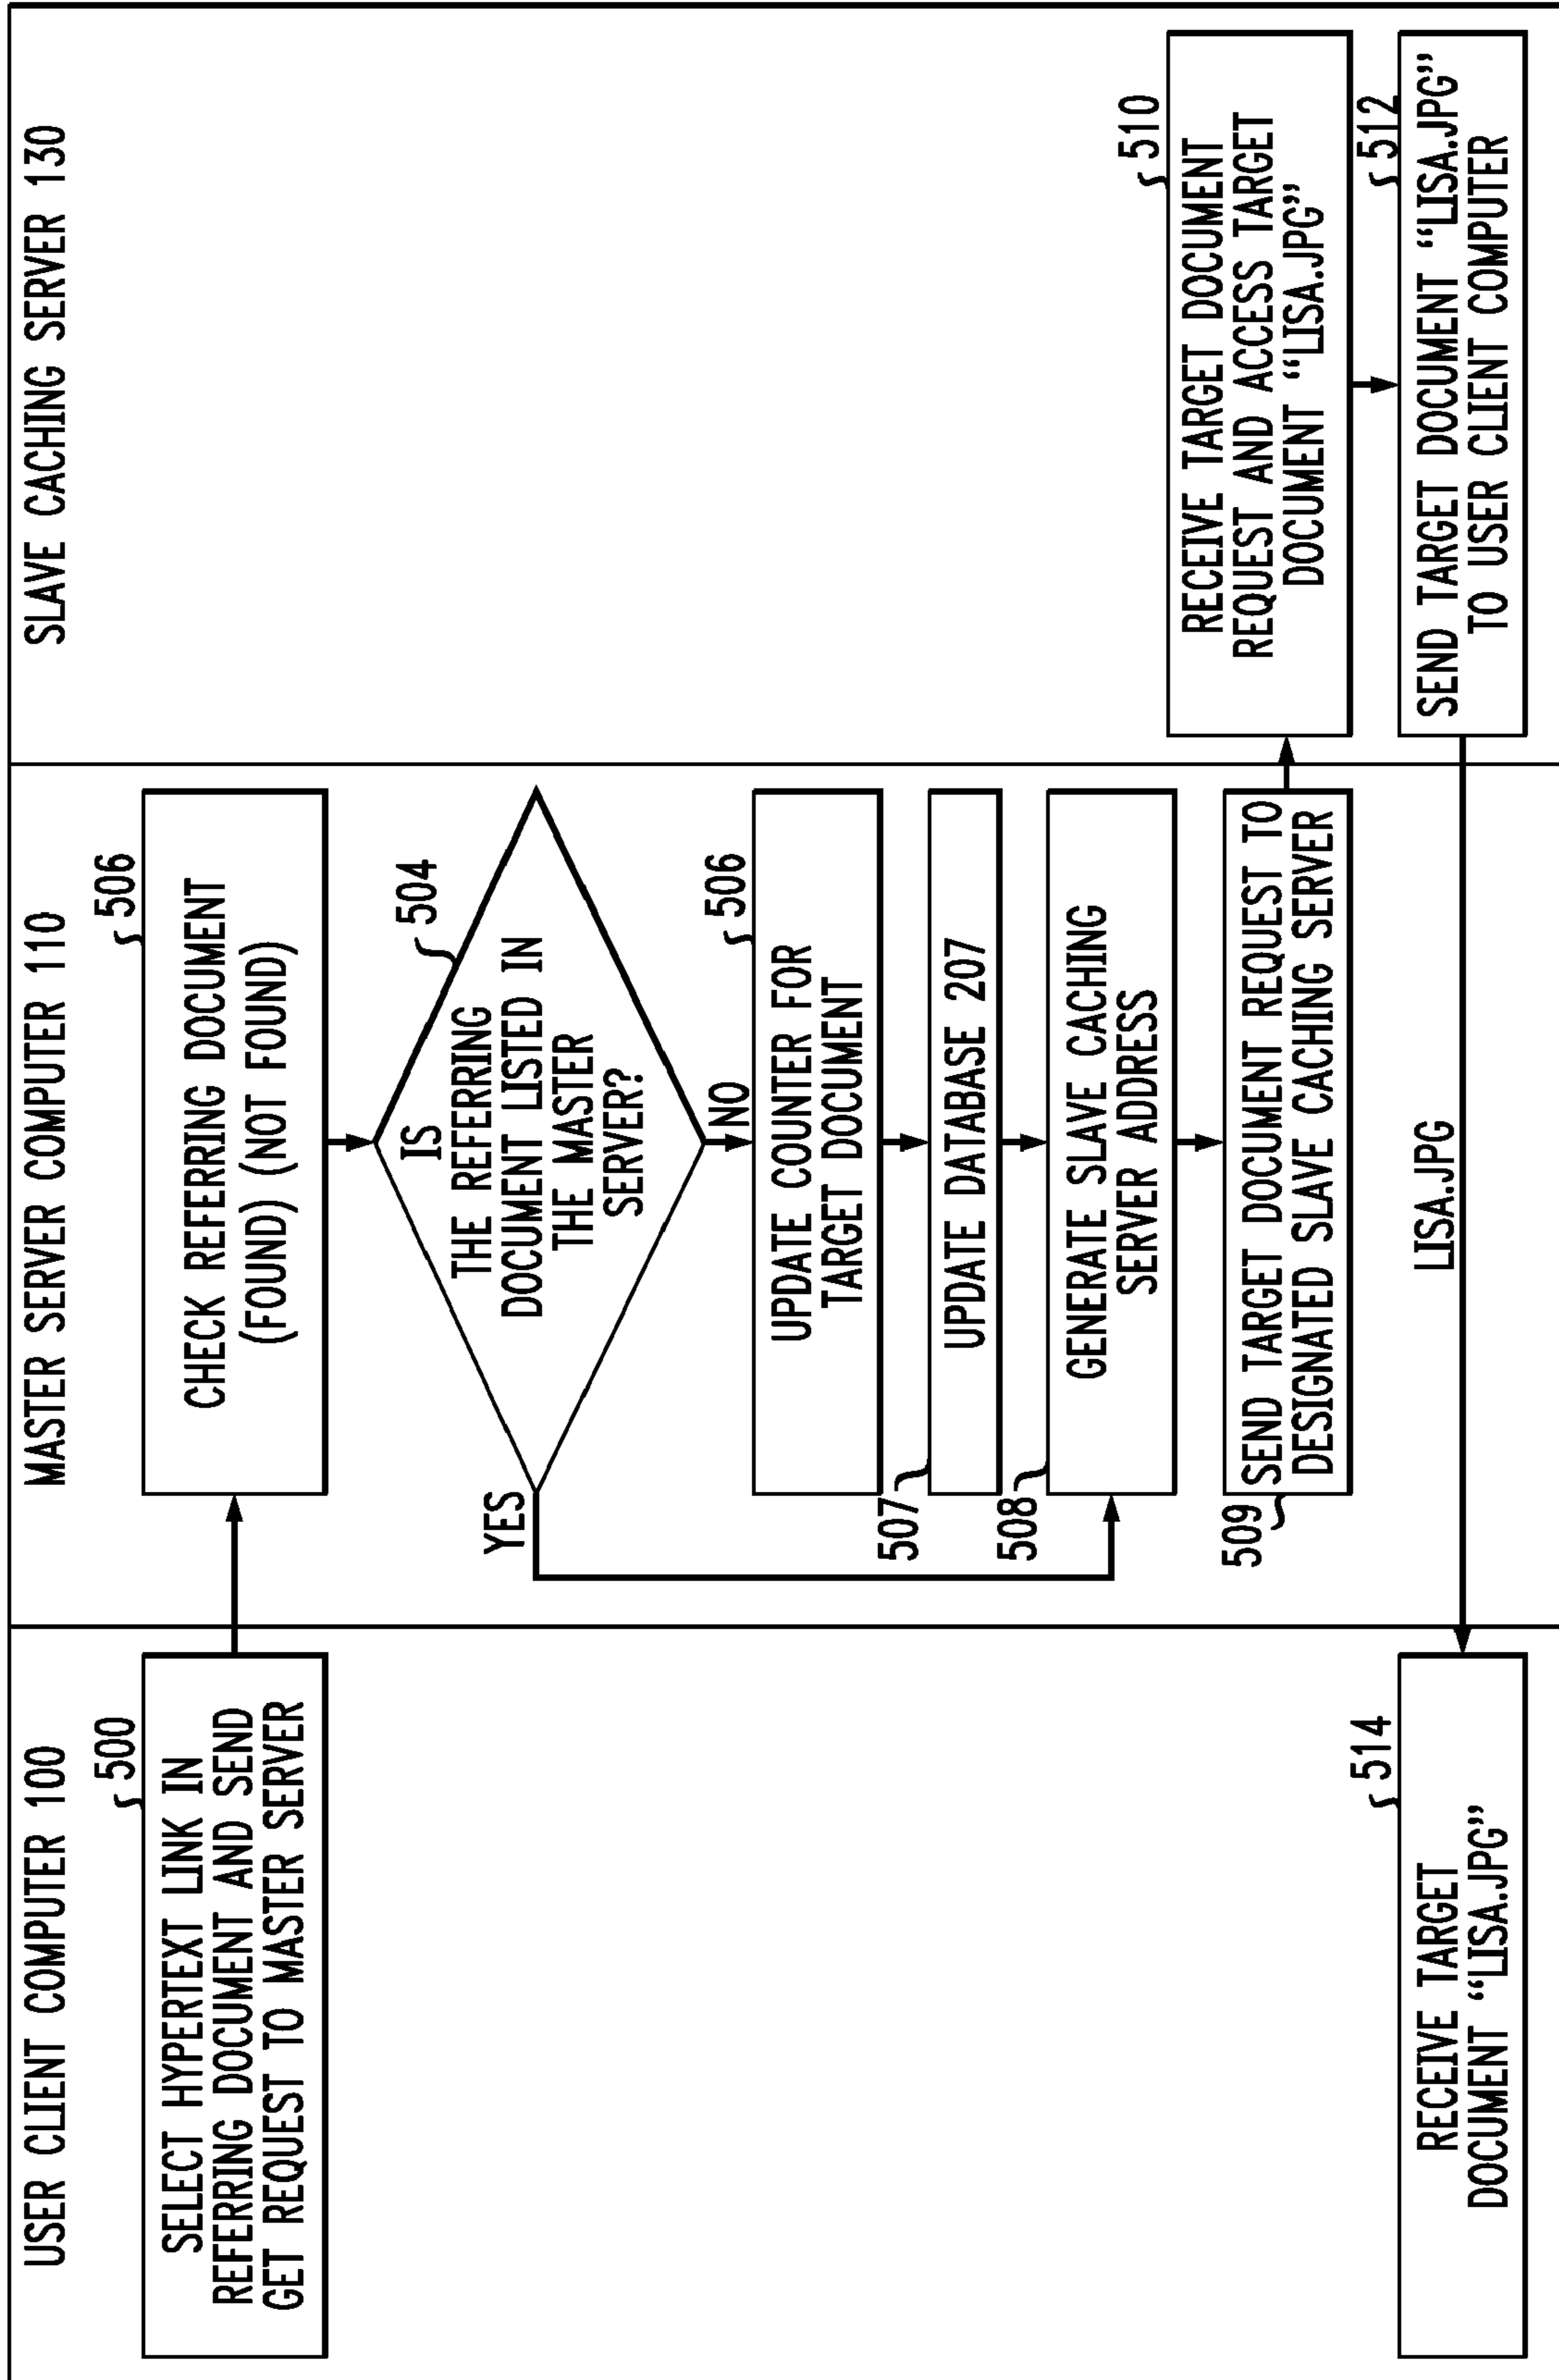 USER CLIENT COMPUTER 100
500
SELECT HYPERTEXT LINK IN
REFERRING DOCUMENT AND SEND
GET REQUEST TO MASTER SERVER
514
RECEIVE TARGET
DOCUMENT “LISA.JPG”
MASTER SERVER COMPUTER 110
506
CHECK REFERRING DOCUMENT
(FOUND) (NOT FOUND)
504
IS
THE REFERRING
DOCUMENT LISTED IN
THE MASTER
SERVER?
YES
NO
506
UPDATE COUNTER FOR
TARGET DOCUMENT
507
UPDATE DATABASE 207
508
GENERATE SLAVE CACHING
SERVER ADDRESS
509
SEND TARGET DOCUMENT REQUEST TO
DESIGNATED SLAVE CACHING SERVER
LISA.JPG
SLAVE CACHING SERVER 130
510
RECEIVE TARGET DOCUMENT
REQUEST AND ACCESS TARGET
DOCUMENT “LISA.JPG”
512
SEND TARGET DOCUMENT “LISA.JPG”
TO USER CLIENT COMPUTER